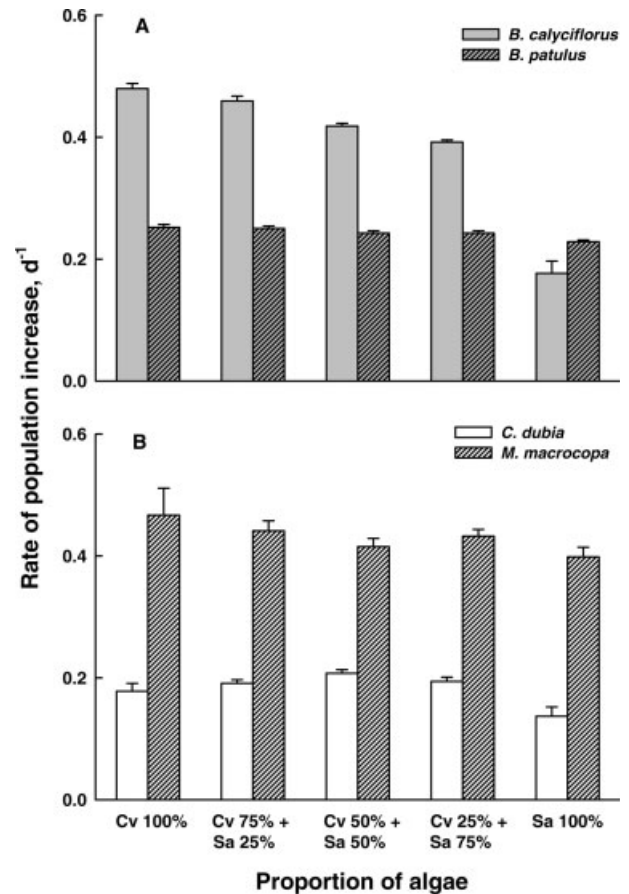 A
B. calyciflorus
B. patulus
0.6
0.4
0.2
0.0
Rate of population increase, d⁻¹
B
C. dubia
M. macrocopa
0.6
0.4
0.2
0.0
Cv 100% Cv 75% + Cv 50% + Cv 25% + Sa 100%
Sa 25% Sa 50% Sa 75%
Proportion of algae